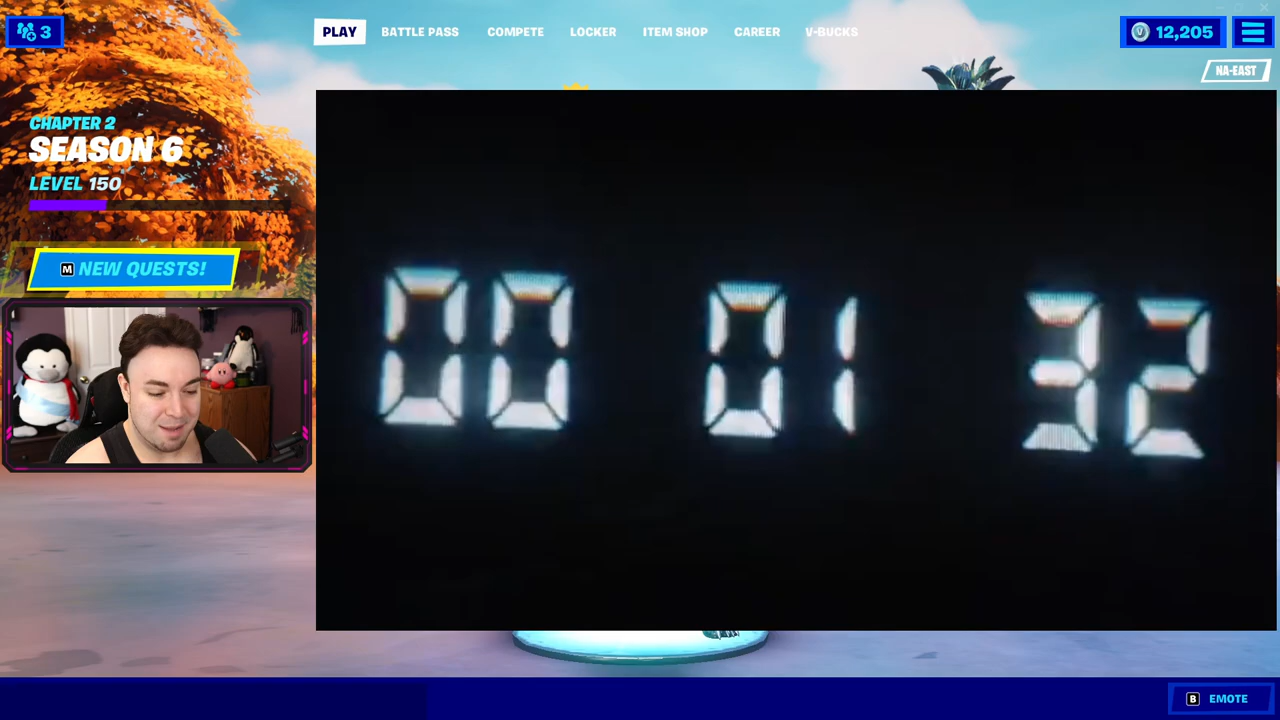 3
PLAY
BATTLE PASS
COMPETE
LOCKER
ITEM SHOP
CAREER
V-BUCKS
12,205
NA-EAST
CHAPTER 2
SEASON 6
LEVEL 150
M NEW QUESTS!
00 01 32
B EMOTE